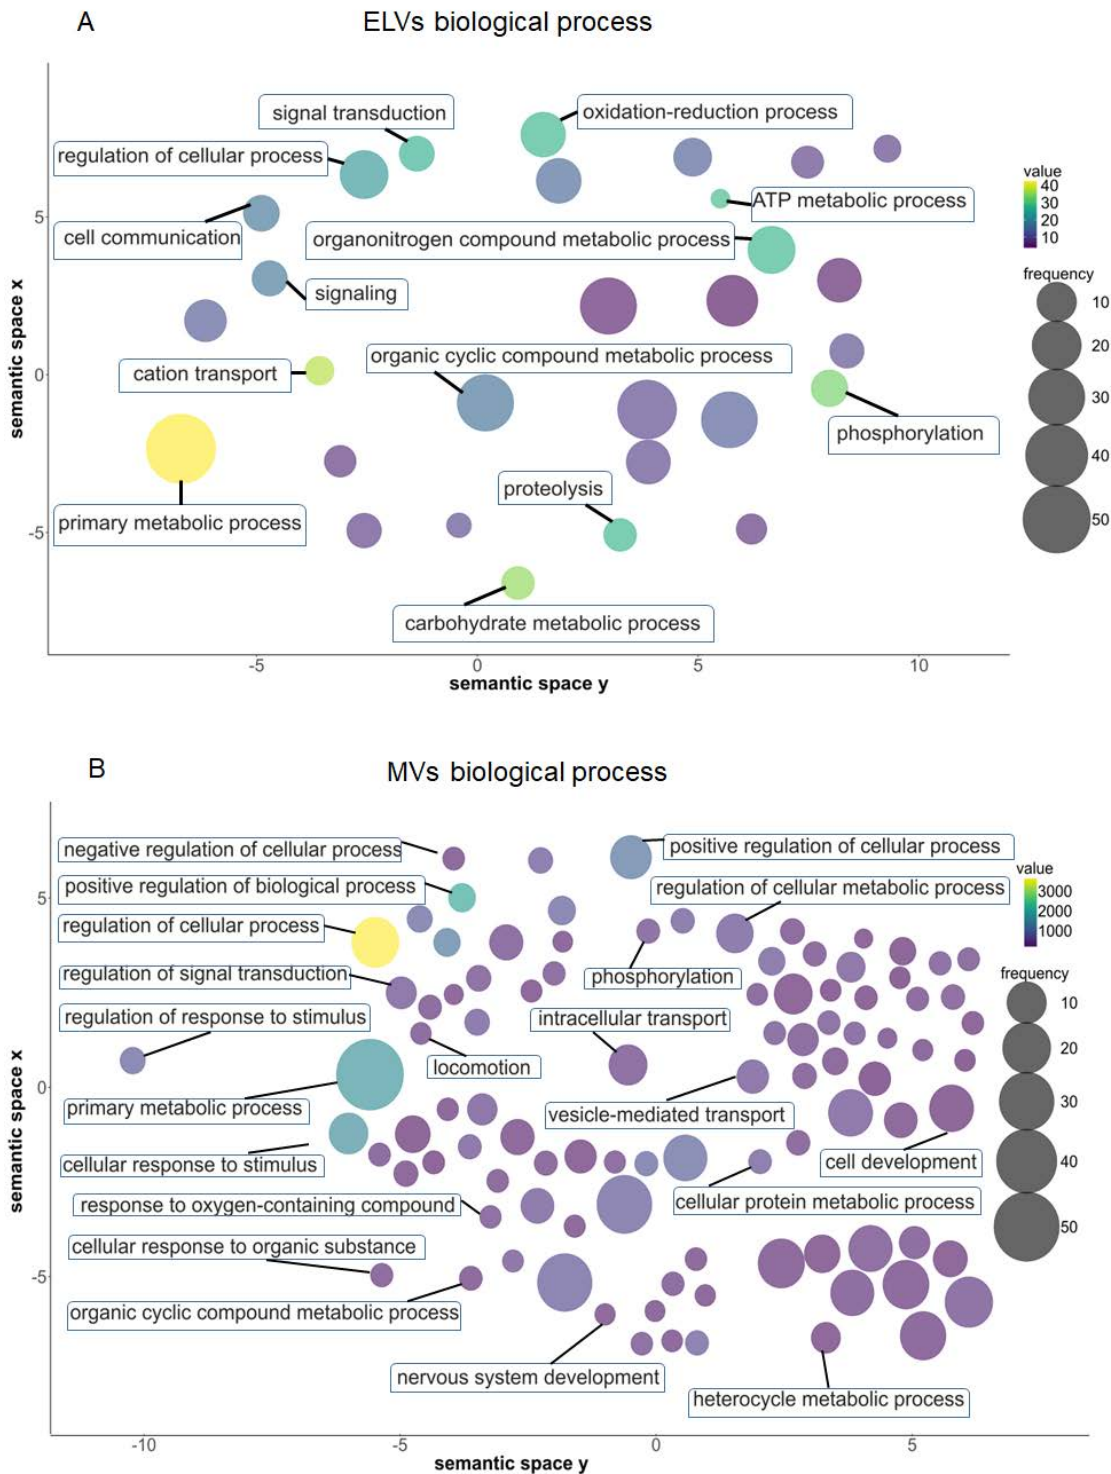 A
ELVs biological process
signal transduction
oxidation-reduction process
regulation of cellular process
ATP metabolic process
cell communication
organonitrogen compound metabolic process
signaling
organic cyclic compound metabolic process
cation transport
phosphorylation
proteolysis
primary metabolic process
carbohydrate metabolic process
value
40
30
20
10
frequency
10
20
30
40
50
5
0
-5
semantic space x
-5
0
5
10
semantic space y
B
MVs biological process
negative regulation of cellular process
positive regulation of cellular process
positive regulation of biological process
regulation of cellular metabolic process
regulation of cellular process
regulation of signal transduction
phosphorylation
regulation of response to stimulus
intracellular transport
locomotion
primary metabolic process
vesicle-mediated transport
cellular response to stimulus
cell development
response to oxygen-containing compound
cellular protein metabolic process
cellular response to organic substance
organic cyclic compound metabolic process
nervous system development
heterocycle metabolic process
value
3000
2000
1000
frequency
10
20
30
40
50
5
0
-5
semantic space x
-10
-5
0
5
semantic space y